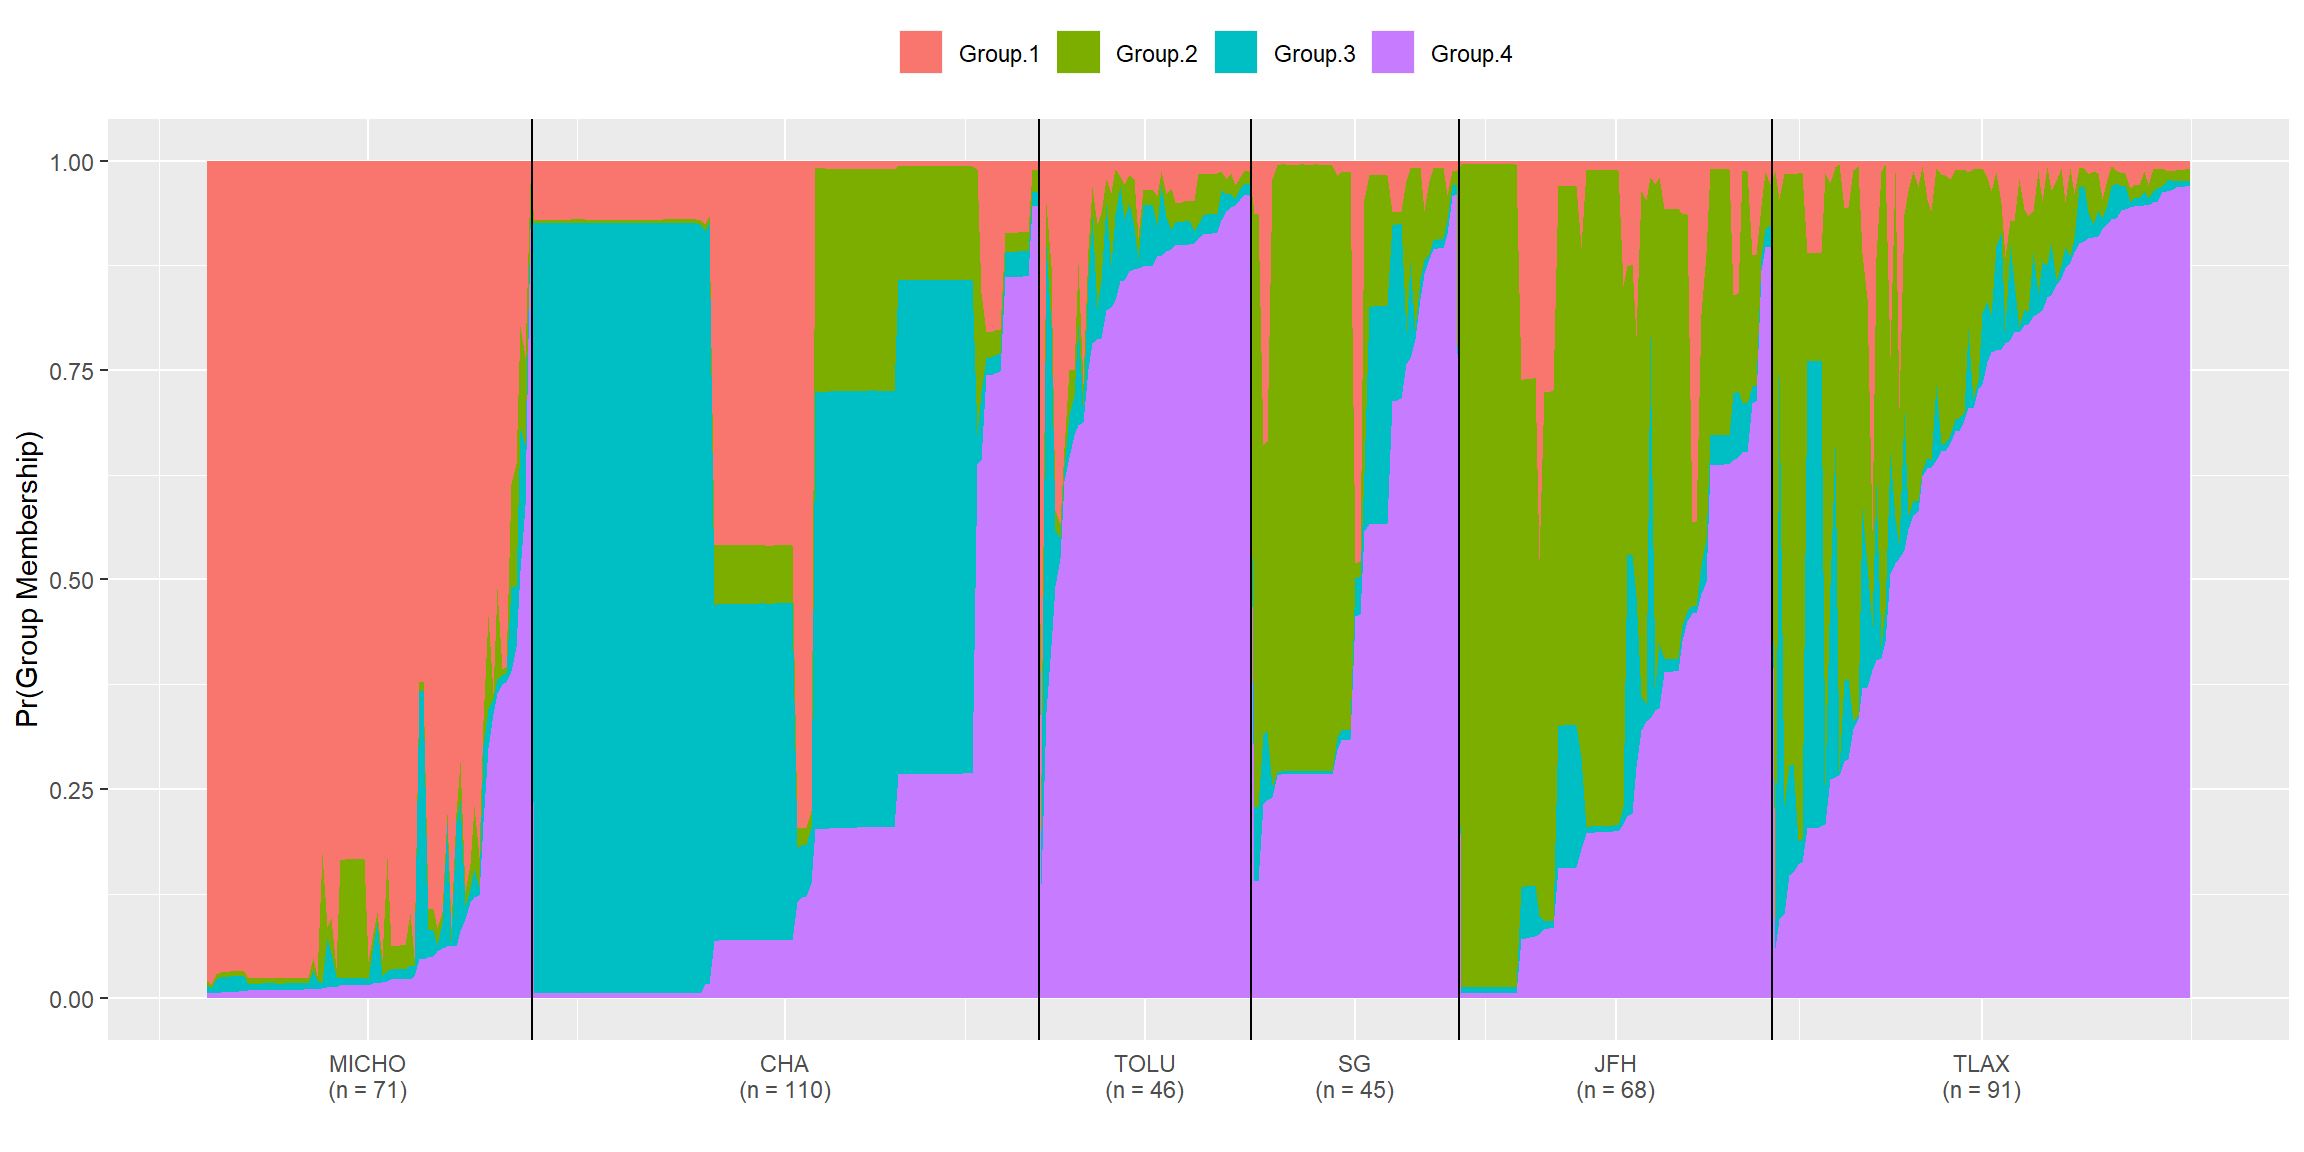 Group.1 Group.2 Group.3 Group.4
Pr(Group Membership)
1.00
0.75
0.50
0.25
0.00
MICHO CHA TOLU SG JFH TLAX
(n = 71) (n = 110) (n = 46) (n = 45) (n = 68) (n = 91)